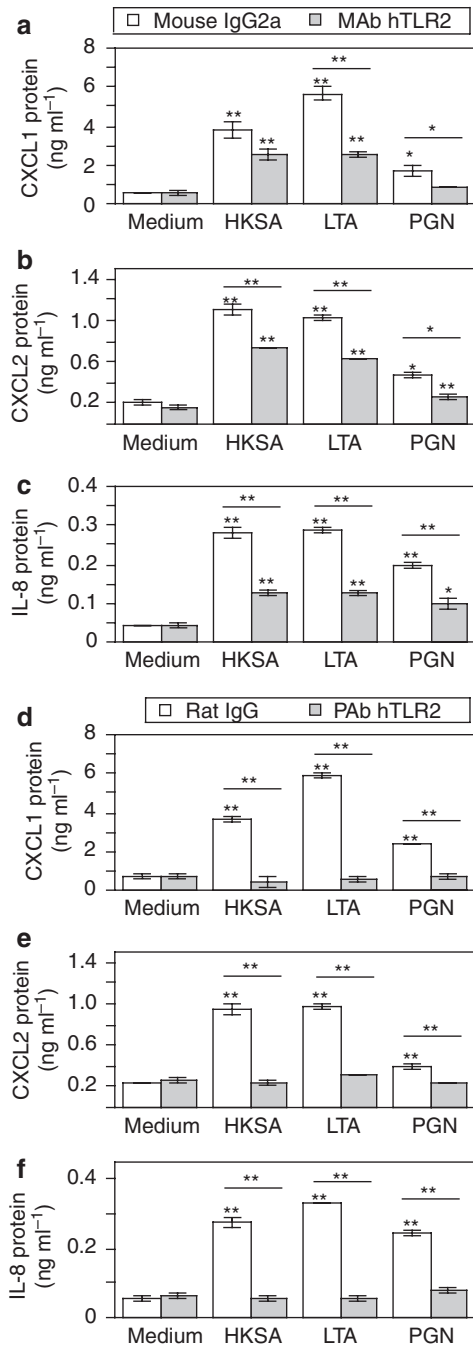 a
Mouse IgG2a MAb hTLR2
CXCL1 protein
(ng ml⁻¹)
8
6
4
2
0
** ** ** ** ** * *
Medium HKSA LTA PGN
b
CXCL2 protein
(ng ml⁻¹)
1.4
1.0
0.6
0.2
** ** ** ** ** ** * * **
Medium HKSA LTA PGN
c
IL-8 protein
(ng ml⁻¹)
0.4
0.3
0.2
0.1
0
** ** ** ** ** ** ** ** *
Medium HKSA LTA PGN
d
Rat IgG PAb hTLR2
CXCL1 protein
(ng ml⁻¹)
8
6
4
2
0
** ** ** ** ** **
Medium HKSA LTA PGN
e
CXCL2 protein
(ng ml⁻¹)
1.4
1.0
0.6
0.2
** ** ** ** ** **
Medium HKSA LTA PGN
f
IL-8 protein
(ng ml⁻¹)
0.4
0.2
0
** ** ** ** ** **
Medium HKSA LTA PGN